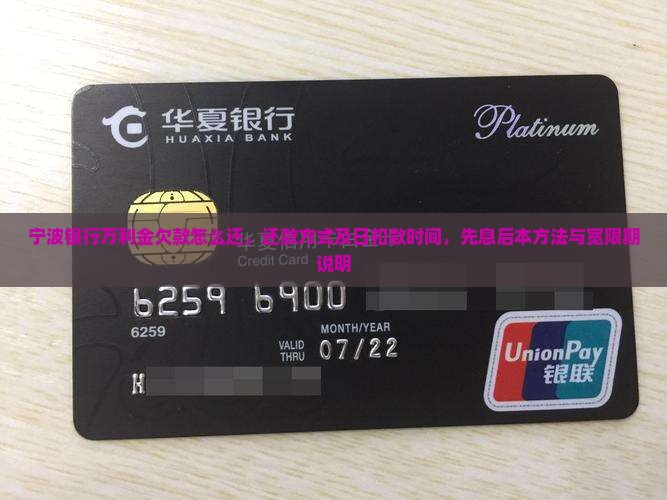 华夏银行
HUAXIA BANK
Platinum
宁波银行万利金欠款怎么还，还款方式及日扣款时间，先息后本方法与宽限期
说明
Credit Card
6259 6900
6259
MONTH/YEAR
VALID
THRU
07/22
UnionPay
银联
H